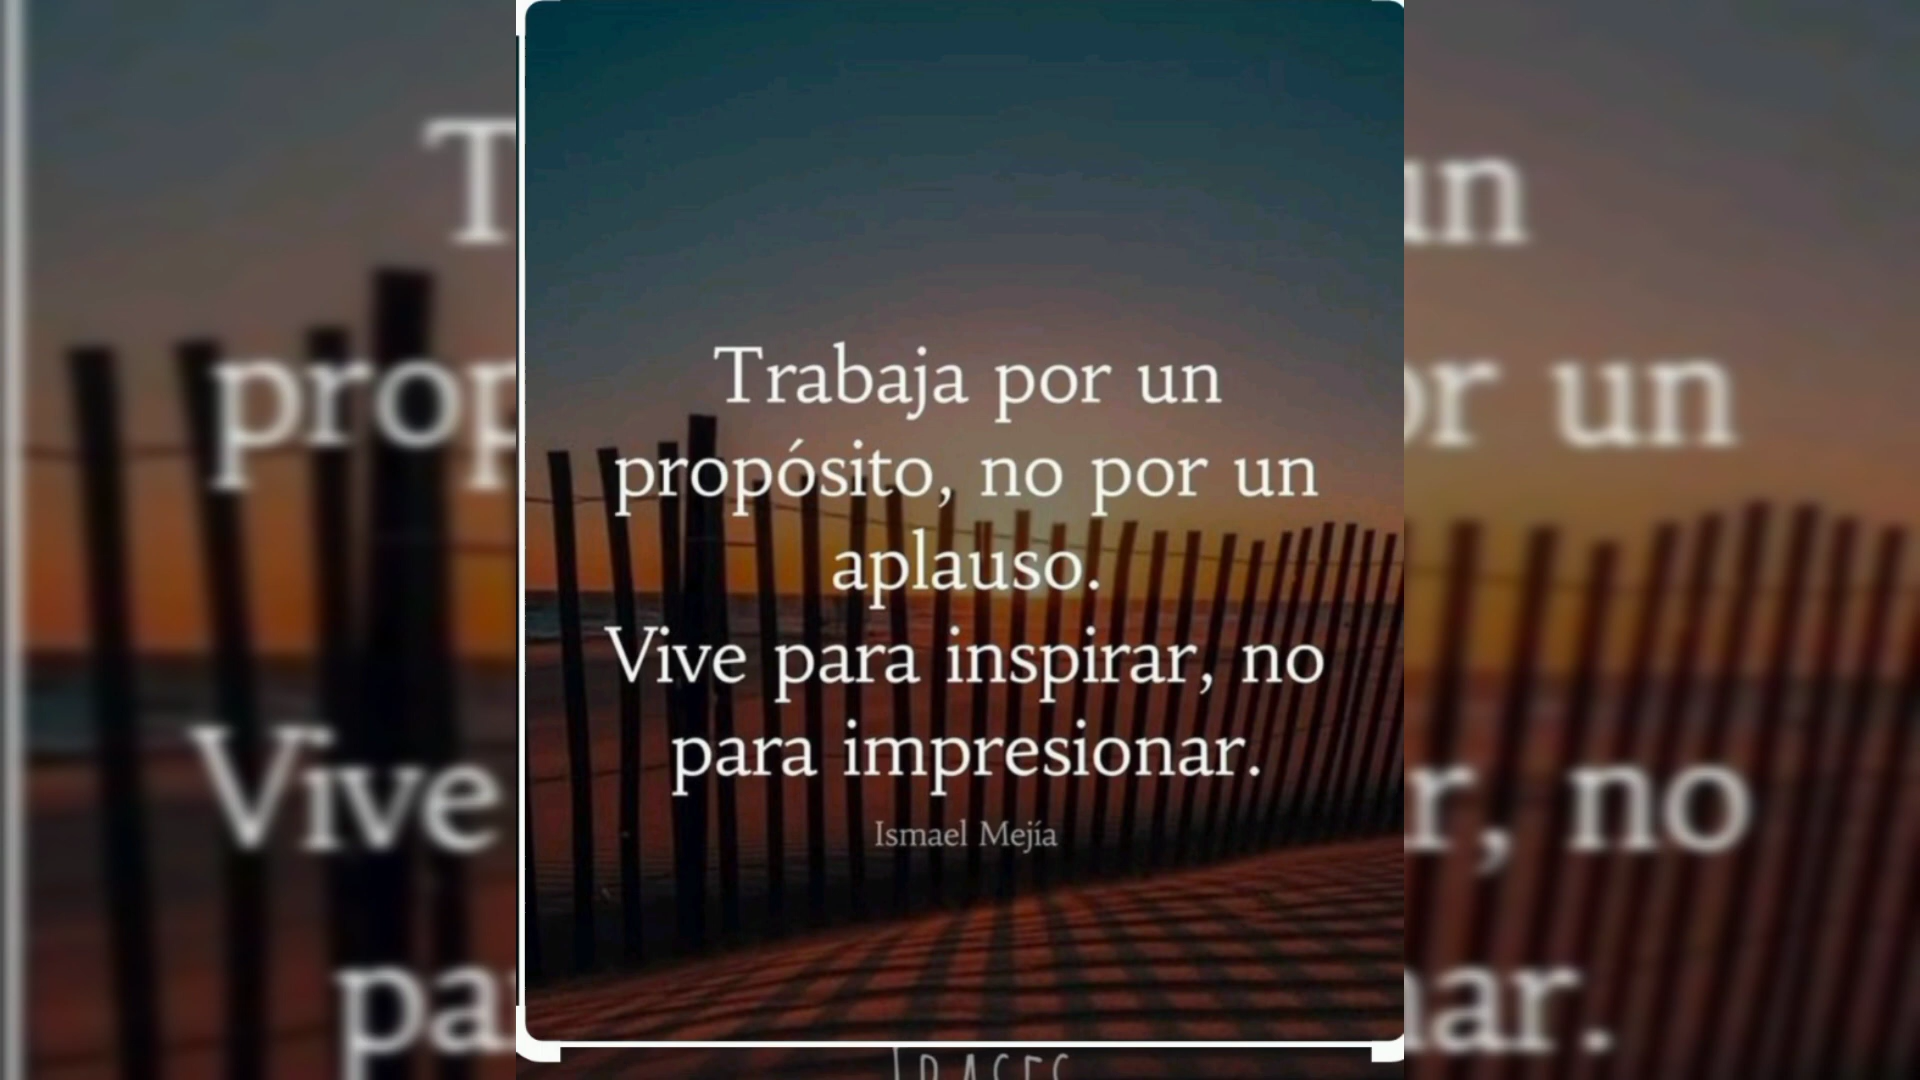 Trabaja por un
propósito, no por un
aplauso.
Vive para inspirar, no
para impresionar.
Ismael Mejía